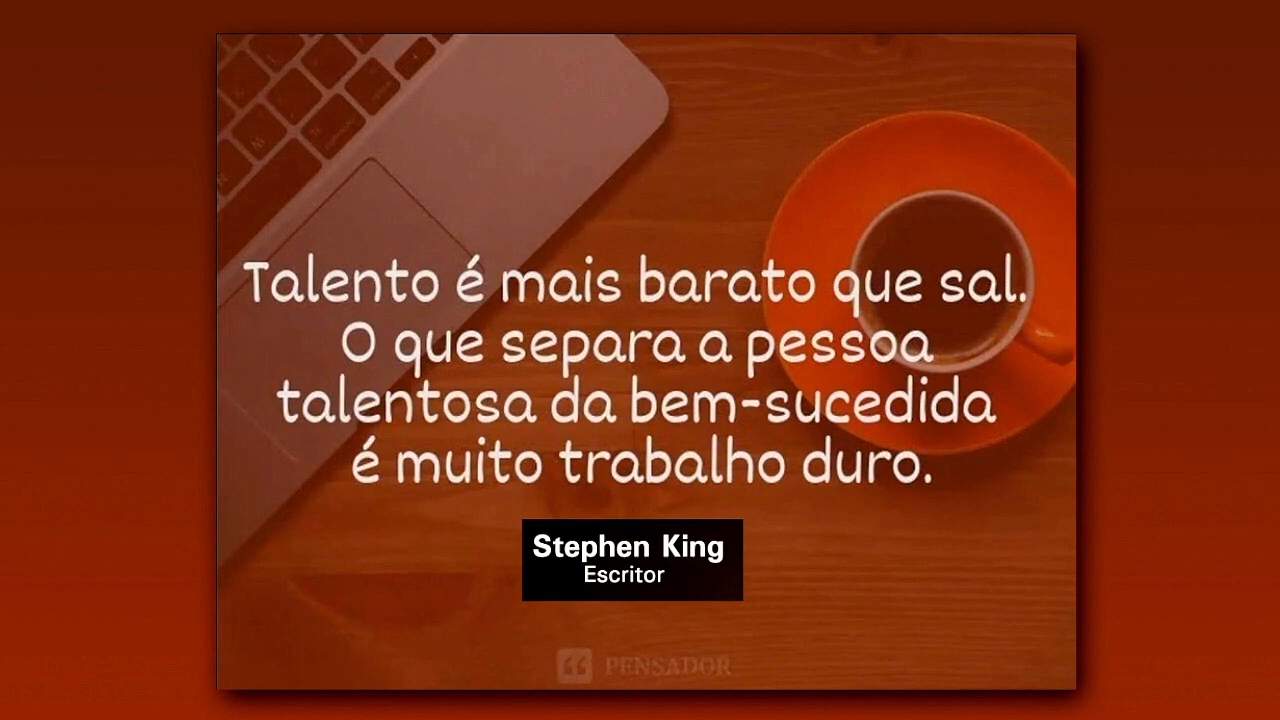 Talento é mais barato que sal.
O que separa a pessoa
talentosa da bem-sucedida
é muito trabalho duro.
Stephen King
Escritor
PENSADOR